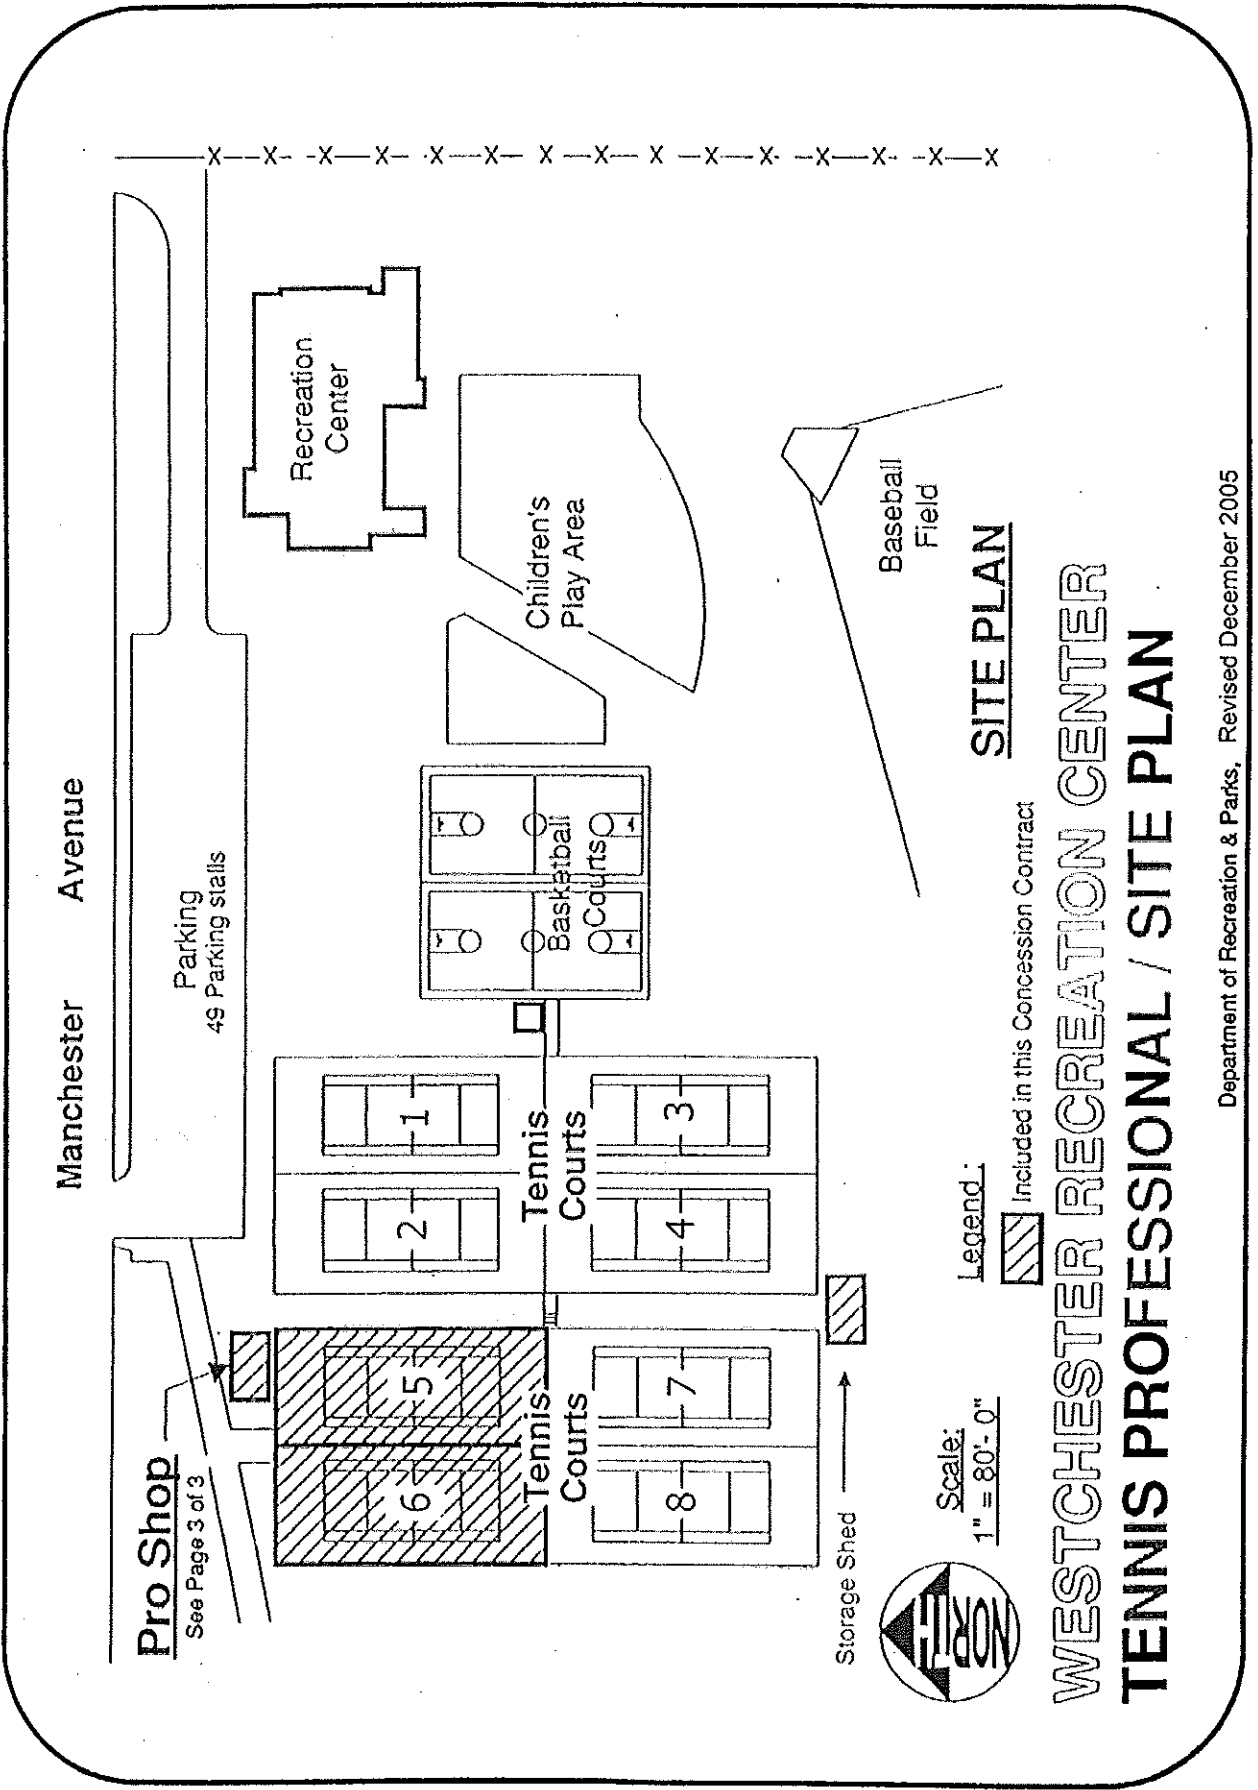 Manchester Avenue
Parking
49 Parking stalls
Pro Shop
See Page 3 of 3
Recreation
Center
Children's
Play Area
Basketball
Courts
1
2
3
4
Tennis
Courts
5
6
7
8
Tennis
Courts
Baseball
Field
Storage Shed
NORTH
Scale:
1" = 80'- 0"
Legend :
Included in this Concession Contract
SITE PLAN
WESTCHESTER RECREATION CENTER
TENNIS PROFESSIONAL / SITE PLAN
Department of Recreation & Parks, Revised December 2005
X X X X X X X X X X X X X X X